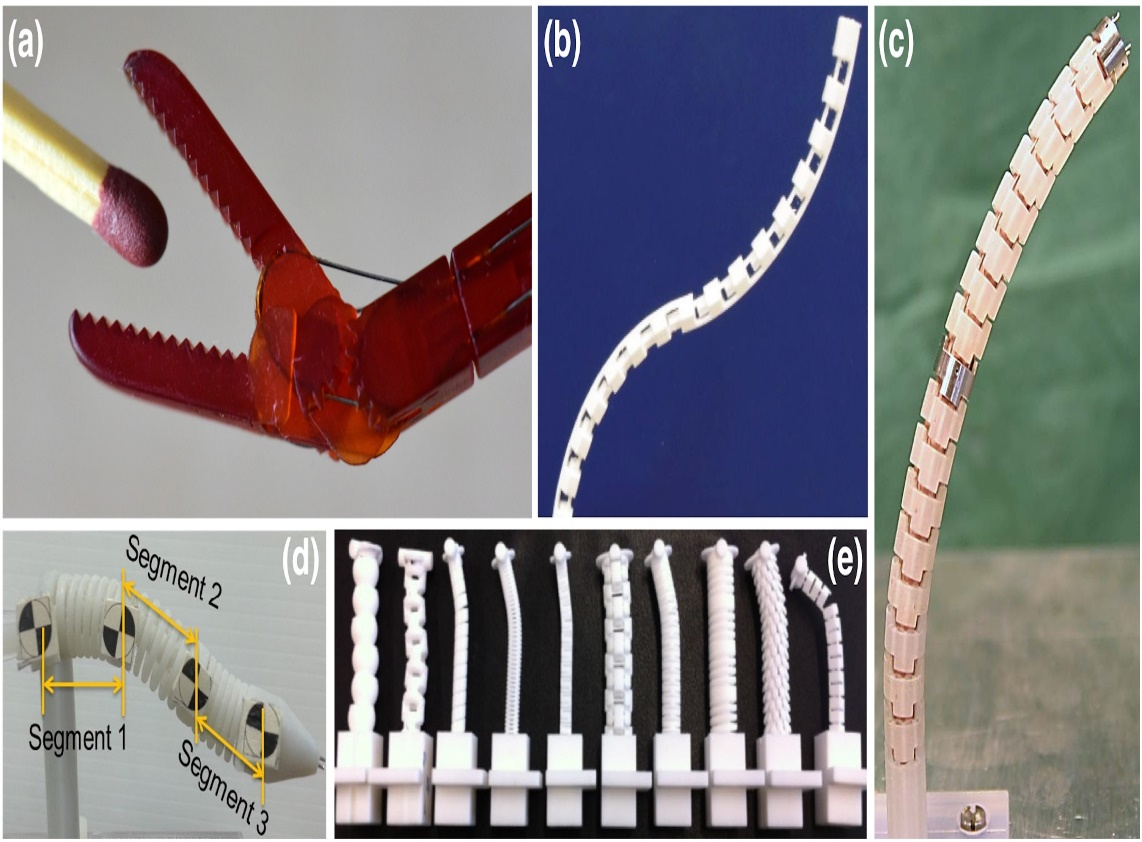 (a)
(b)
(c)
(d)
Segment 2
Segment 1
Segment 3
(e)